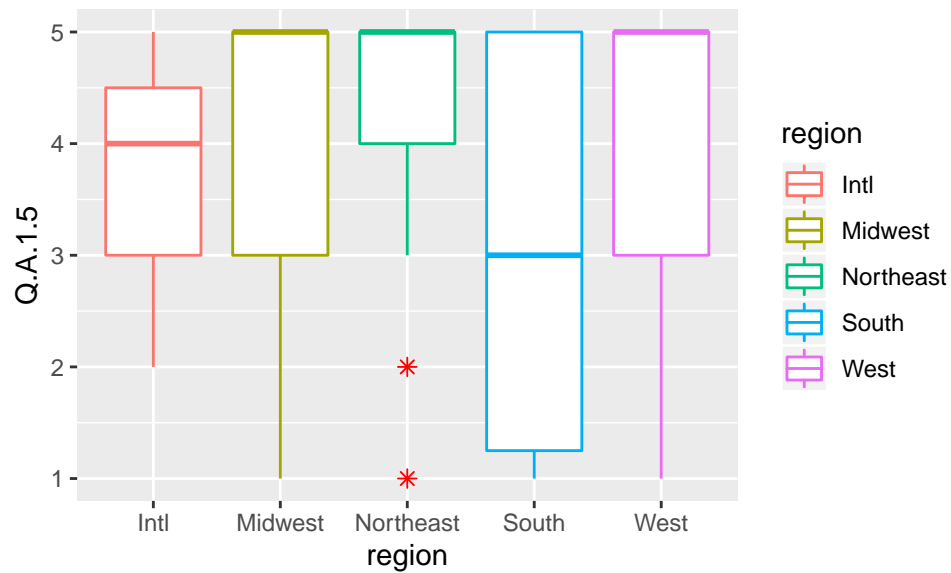 5
4
3
2
1
Q.A.1.5
Intl
Midwest
Northeast
South
West
region
region
Intl
Midwest
Northeast
South
West